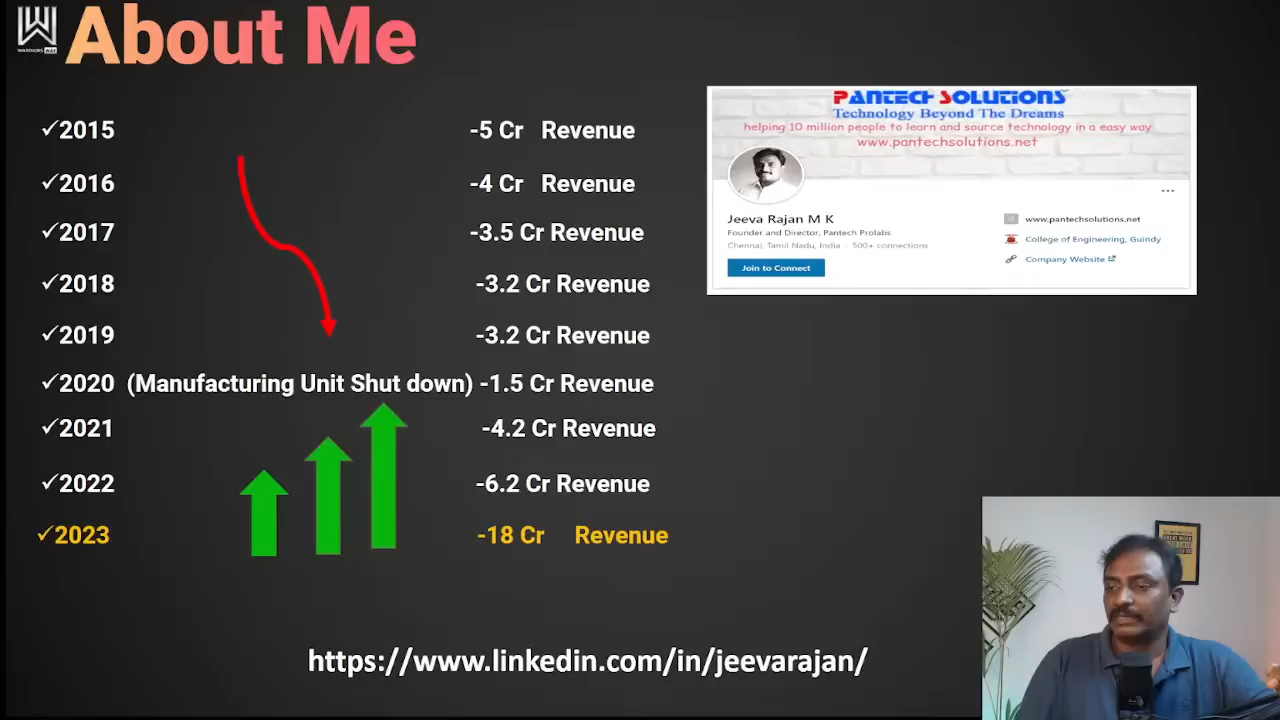 WARRIORS WAY
About Me
✓2015 -5 Cr Revenue
✓2016 -4 Cr Revenue
✓2017 -3.5 Cr Revenue
✓2018 -3.2 Cr Revenue
✓2019 -3.2 Cr Revenue
✓2020 (Manufacturing Unit Shut down) -1.5 Cr Revenue
✓2021 -4.2 Cr Revenue
✓2022 -6.2 Cr Revenue
✓2023 -18 Cr Revenue
https://www.linkedin.com/in/jeevarajan/
PANTECH SOLUTIONS
Technology Beyond The Dreams
helping 10 million people to learn and source technology in a easy way
www.pantechsolutions.net
Jeeva Rajan M K
Founder and Director, Pantech Prolabs
Chennai, Tamil Nadu, India · 500+ connections
Join to Connect
www.pantechsolutions.net
College of Engineering, Guindy
Company Website